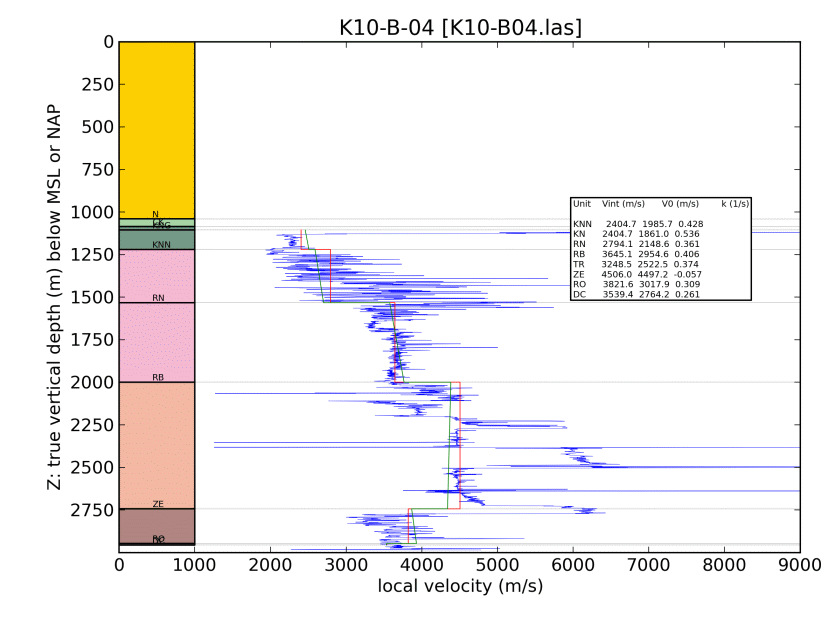 K10-B-04 [K10-B04.las]
Z: true vertical depth (m) below MSL or NAP
0
250
500
750
1000
1250
1500
1750
2000
2250
2500
2750
N
CK
KNN
RN
RB
ZE
RO
Unit Vint (m/s) V0 (m/s) k (1/s)
KNN 2404.7 1985.7 0.428
KN 2404.7 1861.0 0.536
RN 2794.1 2148.6 0.361
RB 3645.1 2954.6 0.406
TR 3248.5 2522.5 0.374
ZE 4506.0 4497.2 -0.057
RO 3821.6 3017.9 0.309
DC 3539.4 2764.2 0.261
0 1000 2000 3000 4000 5000 6000 7000 8000 9000
local velocity (m/s)